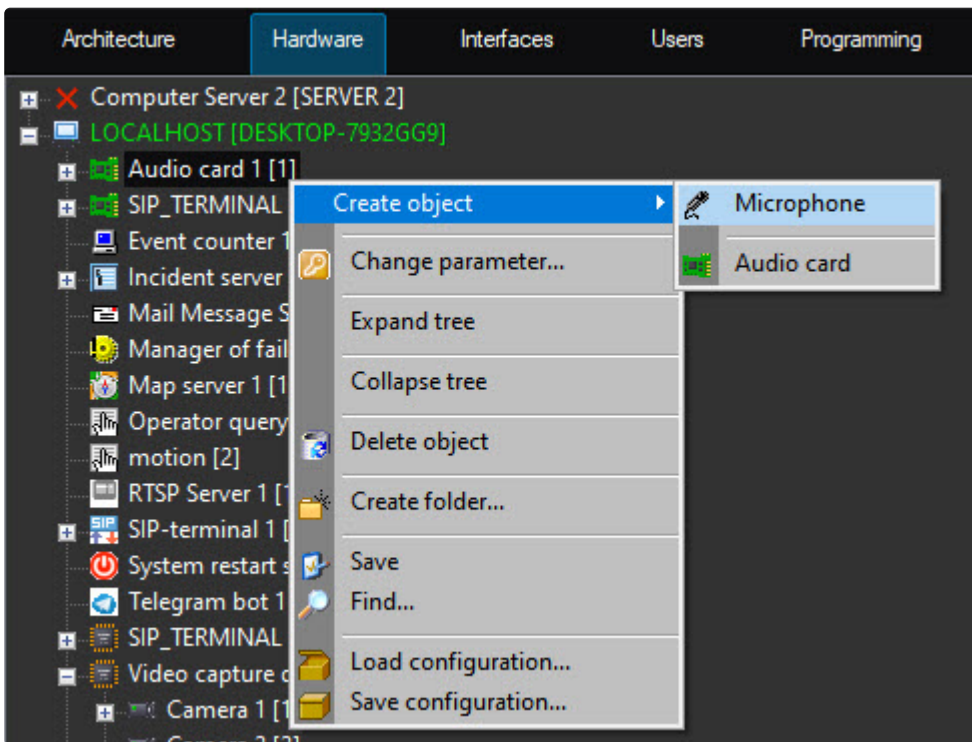 Architecture Hardware Interfaces Users Programming
Computer Server 2 [SERVER 2]
LOCALHOST [DESKTOP-7932GG9]
Audio card 1 [1]
SIP_TERMINAL
Event counter 1
Incident server
Mail Message S
Manager of fail
Map server 1 [1
Operator query
motion [2]
RTSP Server 1 [1
SIP-terminal 1 [
System restart s
Telegram bot 1
SIP_TERMINAL
Video capture d
Camera 1 [1
Camera 2 [2]
Create object
Change parameter...
Expand tree
Collapse tree
Delete object
Create folder...
Save
Find...
Load configuration...
Save configuration...
Microphone
Audio card